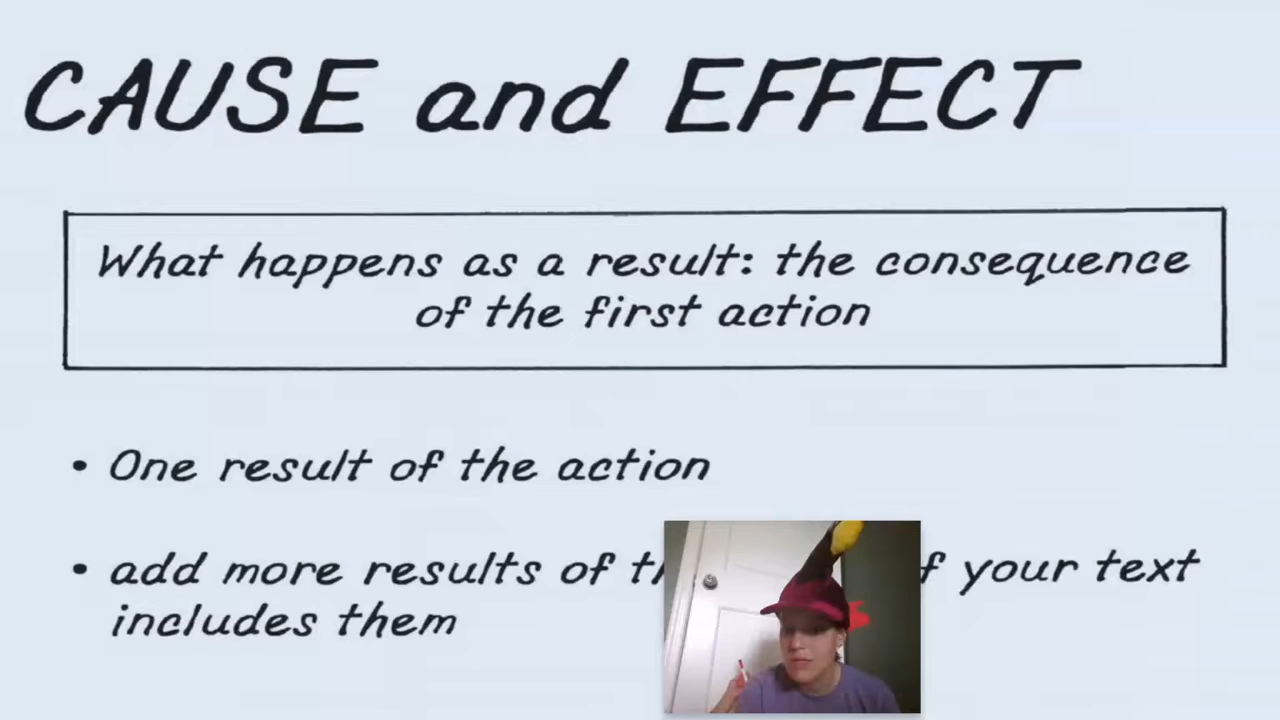 CAUSE and EFFECT
What happens as a result: the consequence
of the first action
• One result of the action
• add more results of your text
includes them